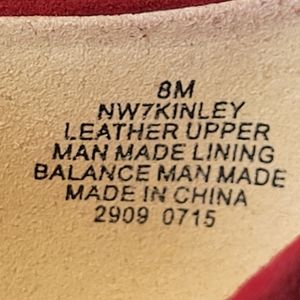 8M
NW7KINLEY
LEATHER UPPER
MAN MADE LINING
BALANCE MAN MADE
MADE IN CHINA
2909 0715